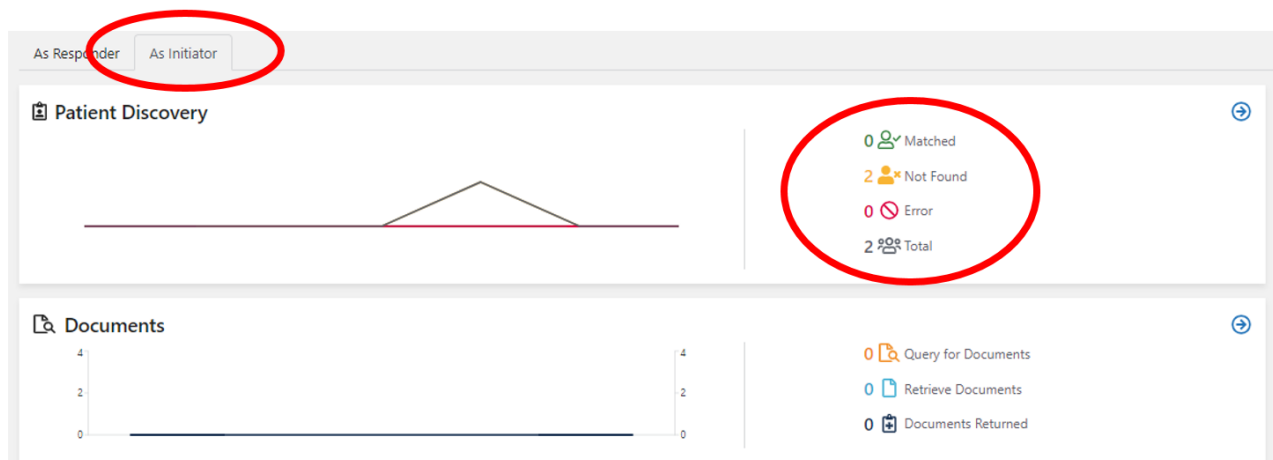 As Responder As Initiator
Patient Discovery
0 Matched
2 Not Found
0 Error
2 Total
Documents
4 4
2 2
0 0
0 Query for Documents
0 Retrieve Documents
0 Documents Returned